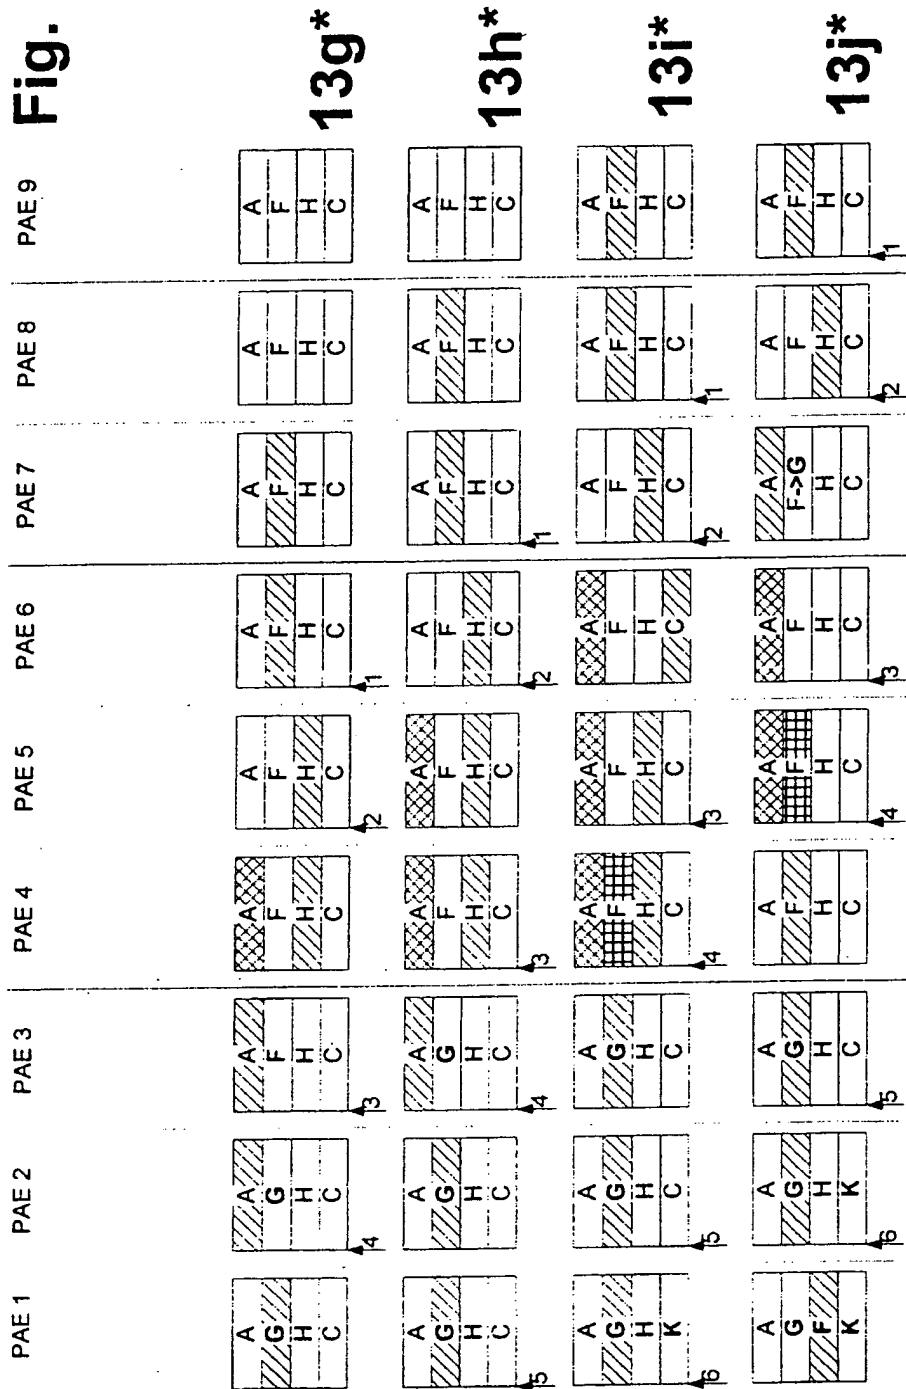 PAE 1 PAE 2 PAE 3 PAE 4 PAE 5 PAE 6 PAE 7 PAE 8 PAE 9 Fig.
A A A A A A A A A
G G F F F F F F F
H H H H H H H H H
C C C C C C C C C
4 3 2 1
13g*
A A A A A A A A A
G G G F F F F F F
H H H H H H H H H
C C C C C C C C C
5 4 3 2 1
13h*
A A A A A A A A A
G G G F F F F F F
H H H H H H H H H
K C C C C C C C C
6 5 4 3 2 1
13i*
A A A A A A A A A
G G G F F F F->G F F
F H H H H H H H H
K K C C C C C C C
6 5 4 3 2 1
13j*